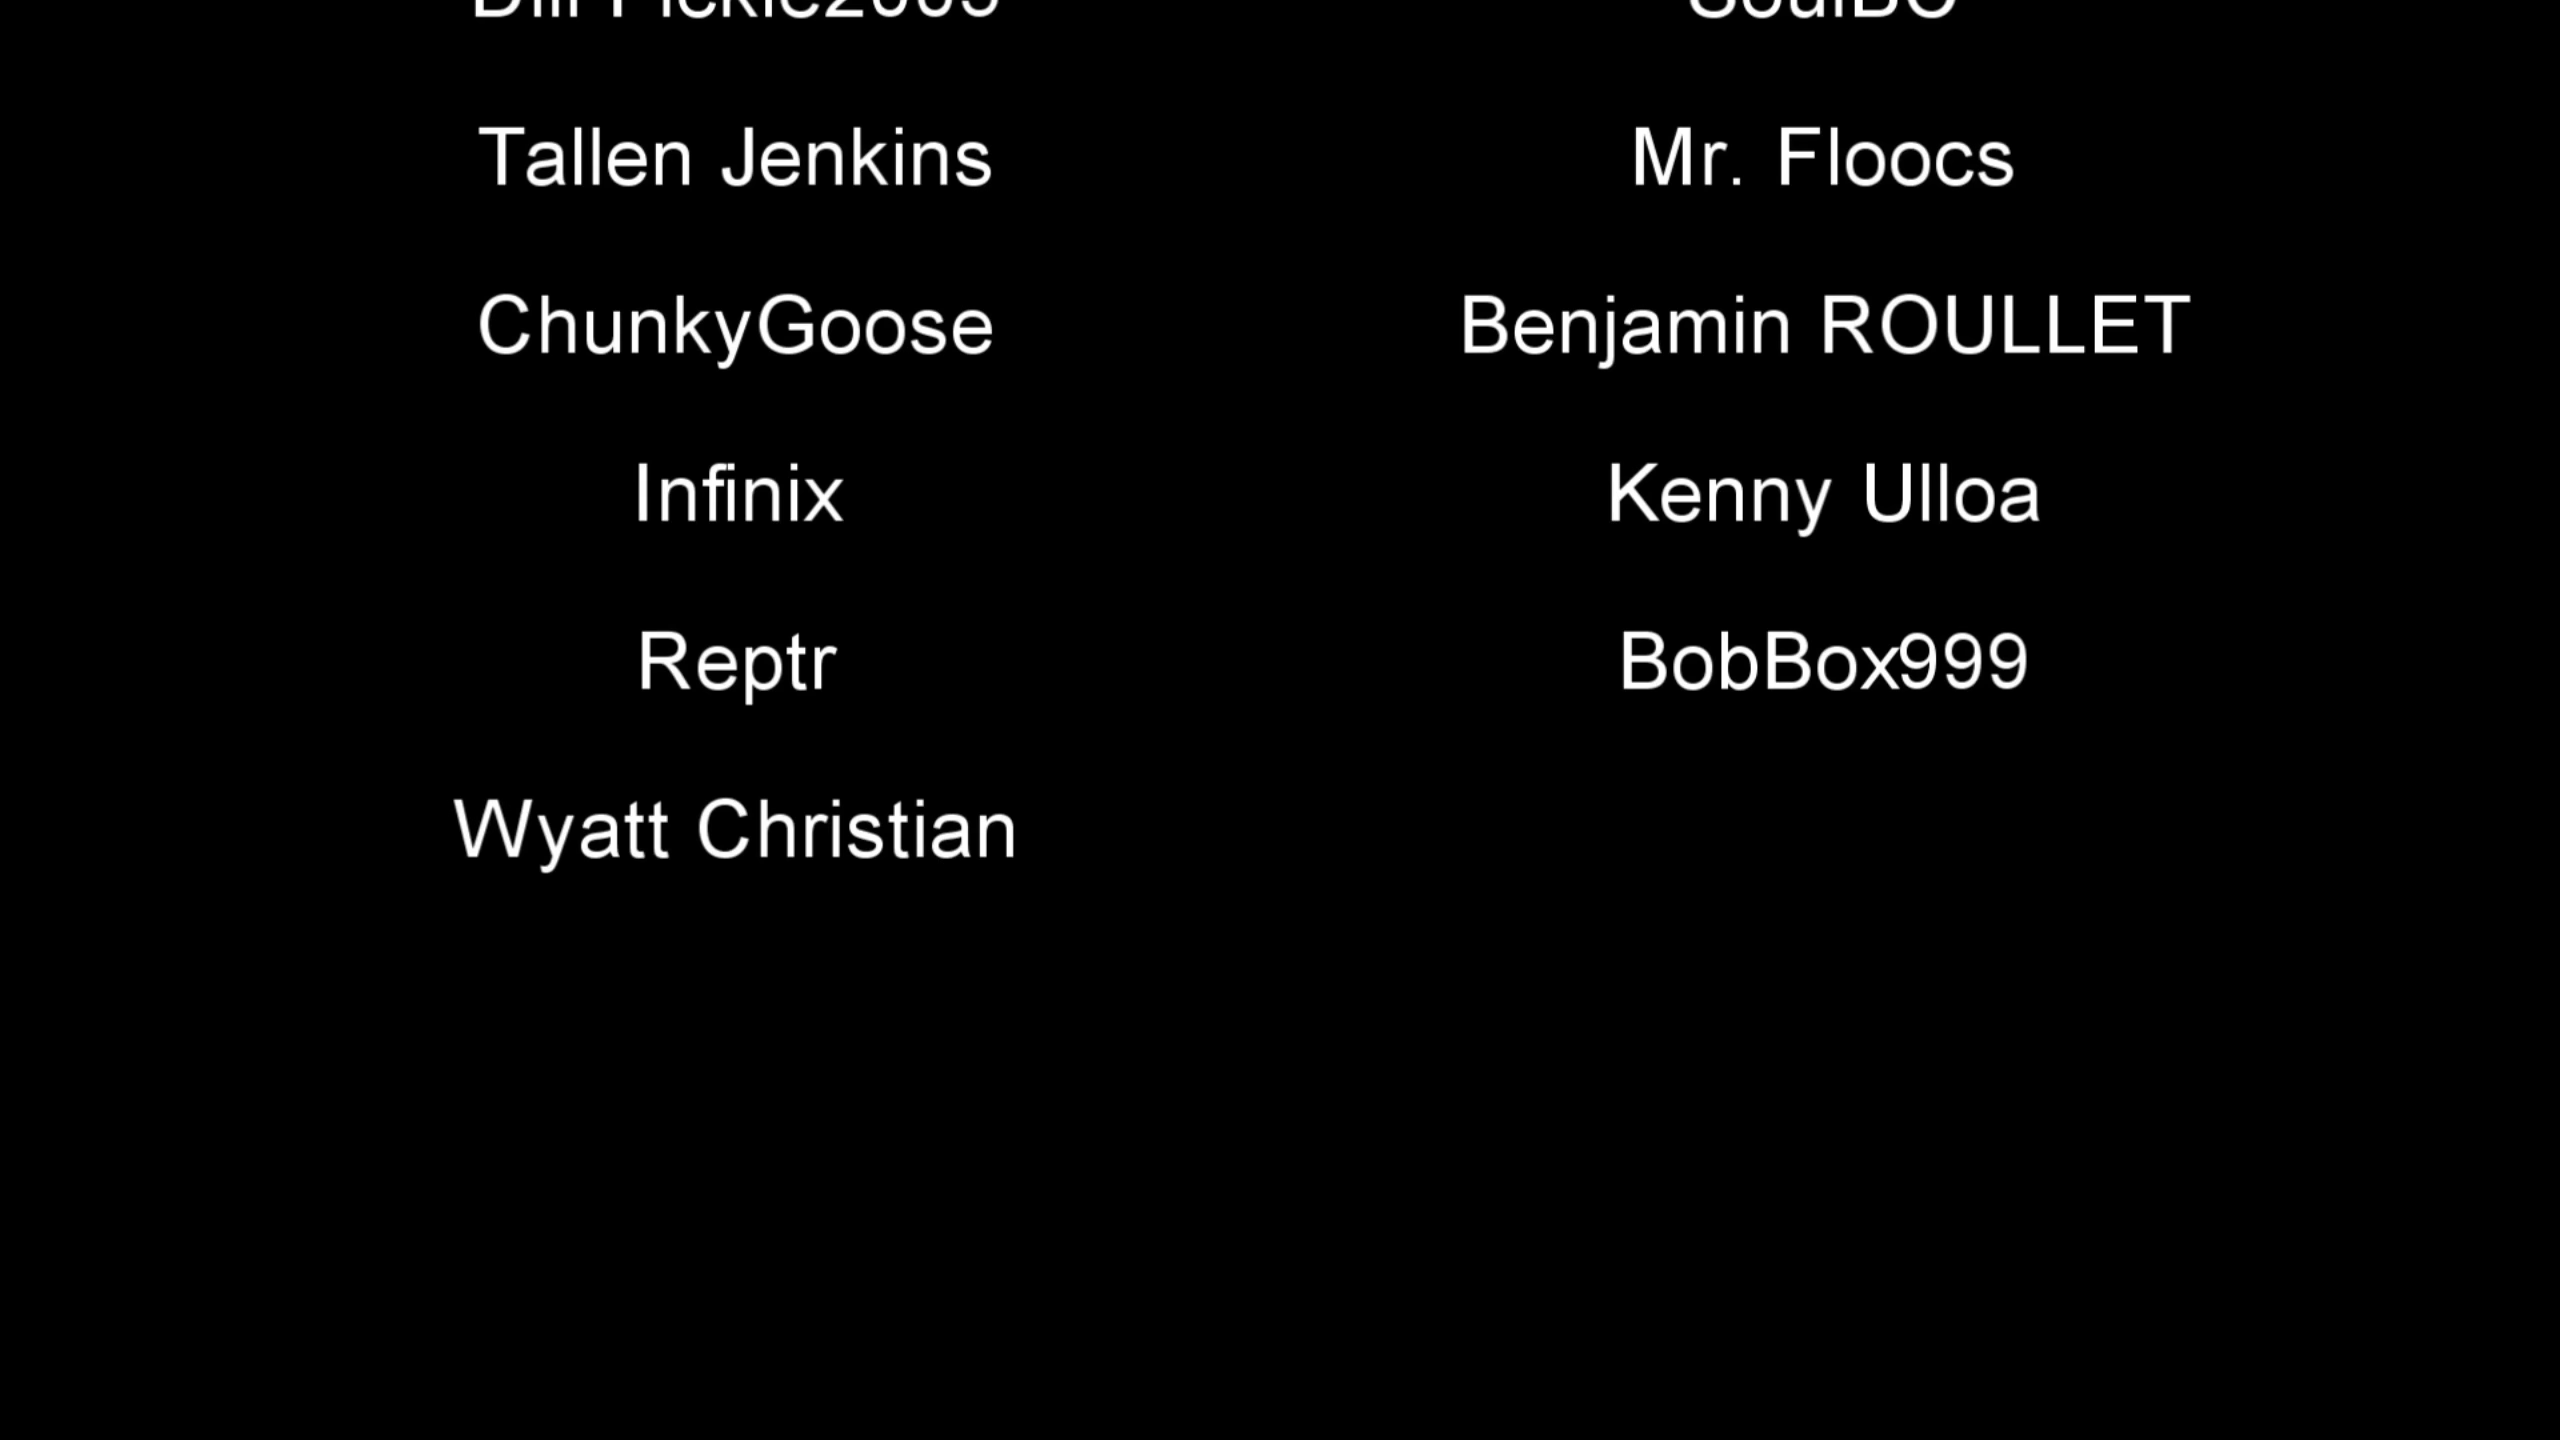 Tallen Jenkins
Mr. Floocs
ChunkyGoose
Benjamin ROULLET
Infinix
Kenny Ulloa
Reptr
BobBox999
Wyatt Christian